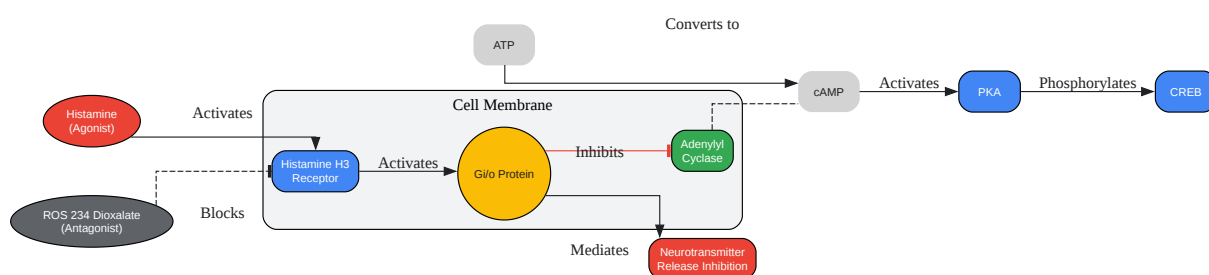 Converts to
ATP
cAMP
Activates
PKA
Phosphorylates
CREB
Cell Membrane
Histamine
(Agonist)
Activates
Histamine H3
Receptor
Activates
Gi/o Protein
Inhibits
Adenylyl
Cyclase
ROS 234 Dioxalate
(Antagonist)
Blocks
Mediates
Neurotransmitter
Release Inhibition